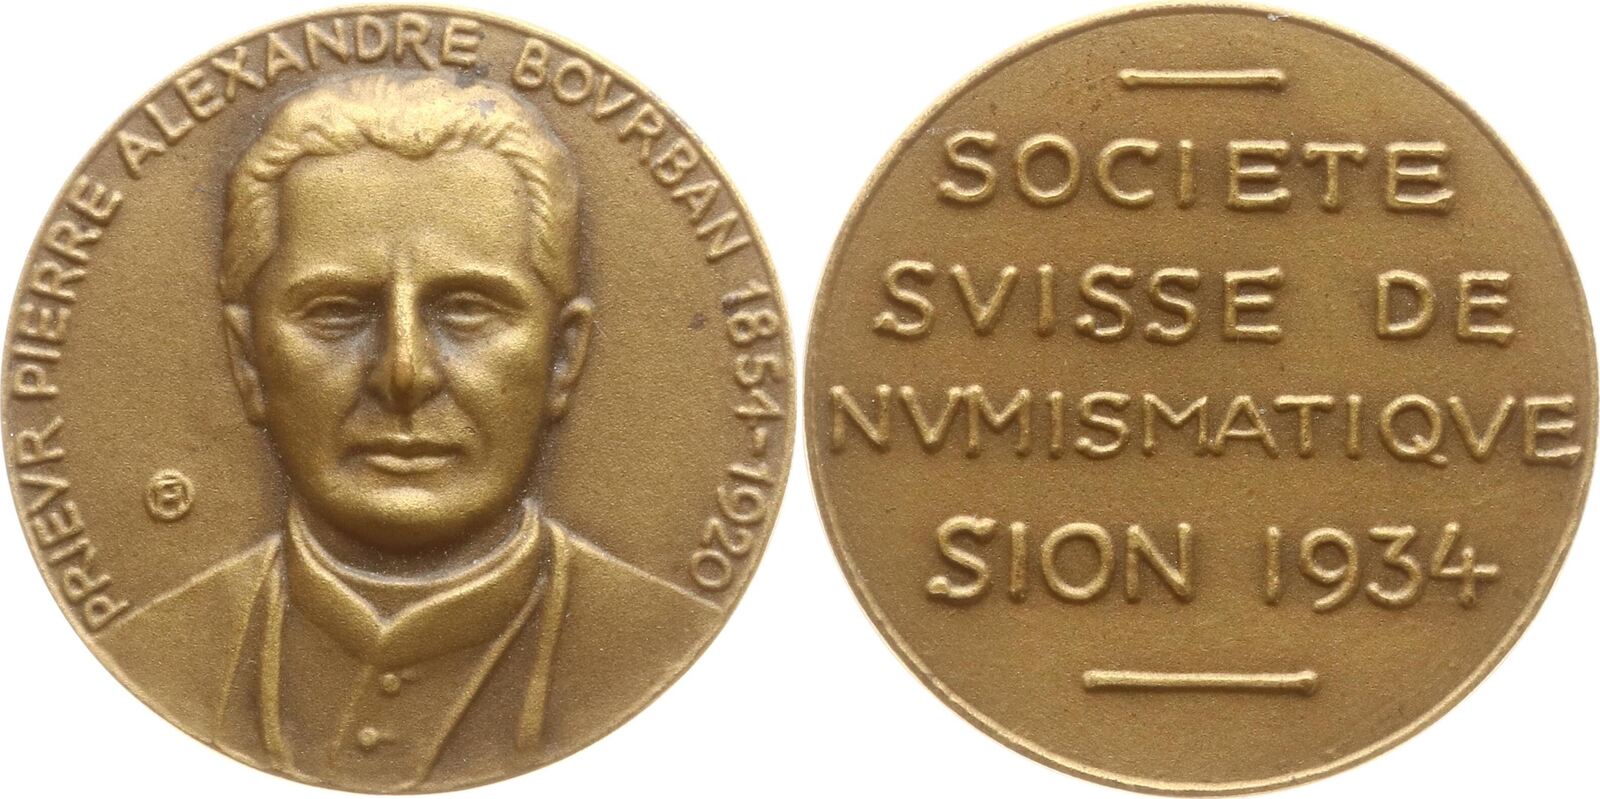 PRIEVR PIERRE ALEXANDRE BOVRBAN 1854-1920
SOCIETE
SVISSE DE
NVMISMATIQVE
SION 1934